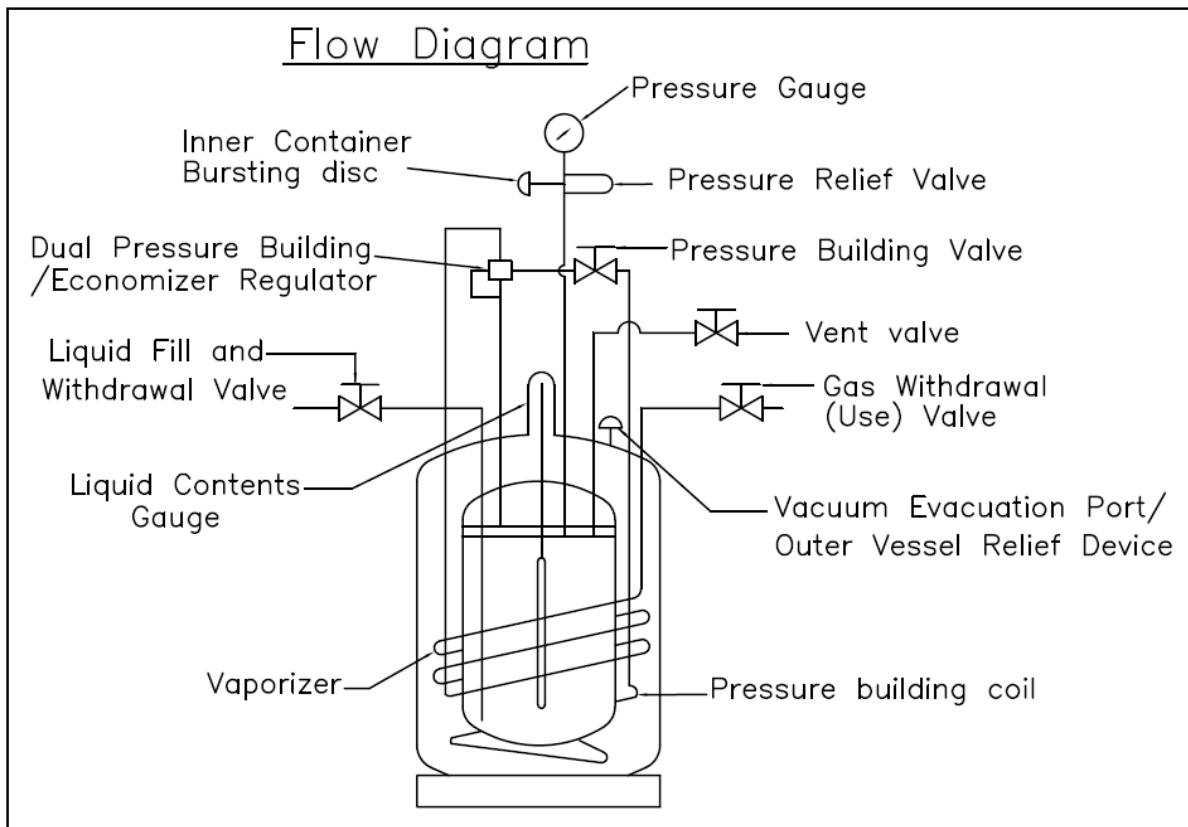 Flow Diagram
Pressure Gauge
Inner Container
Bursting disc
Pressure Relief Valve
Dual Pressure Building
/Economizer Regulator
Pressure Building Valve
Vent valve
Liquid Fill and
Withdrawal Valve
Gas Withdrawal
(Use) Valve
Liquid Contents
Gauge
Vacuum Evacuation Port/
Outer Vessel Relief Device
Vaporizer
Pressure building coil